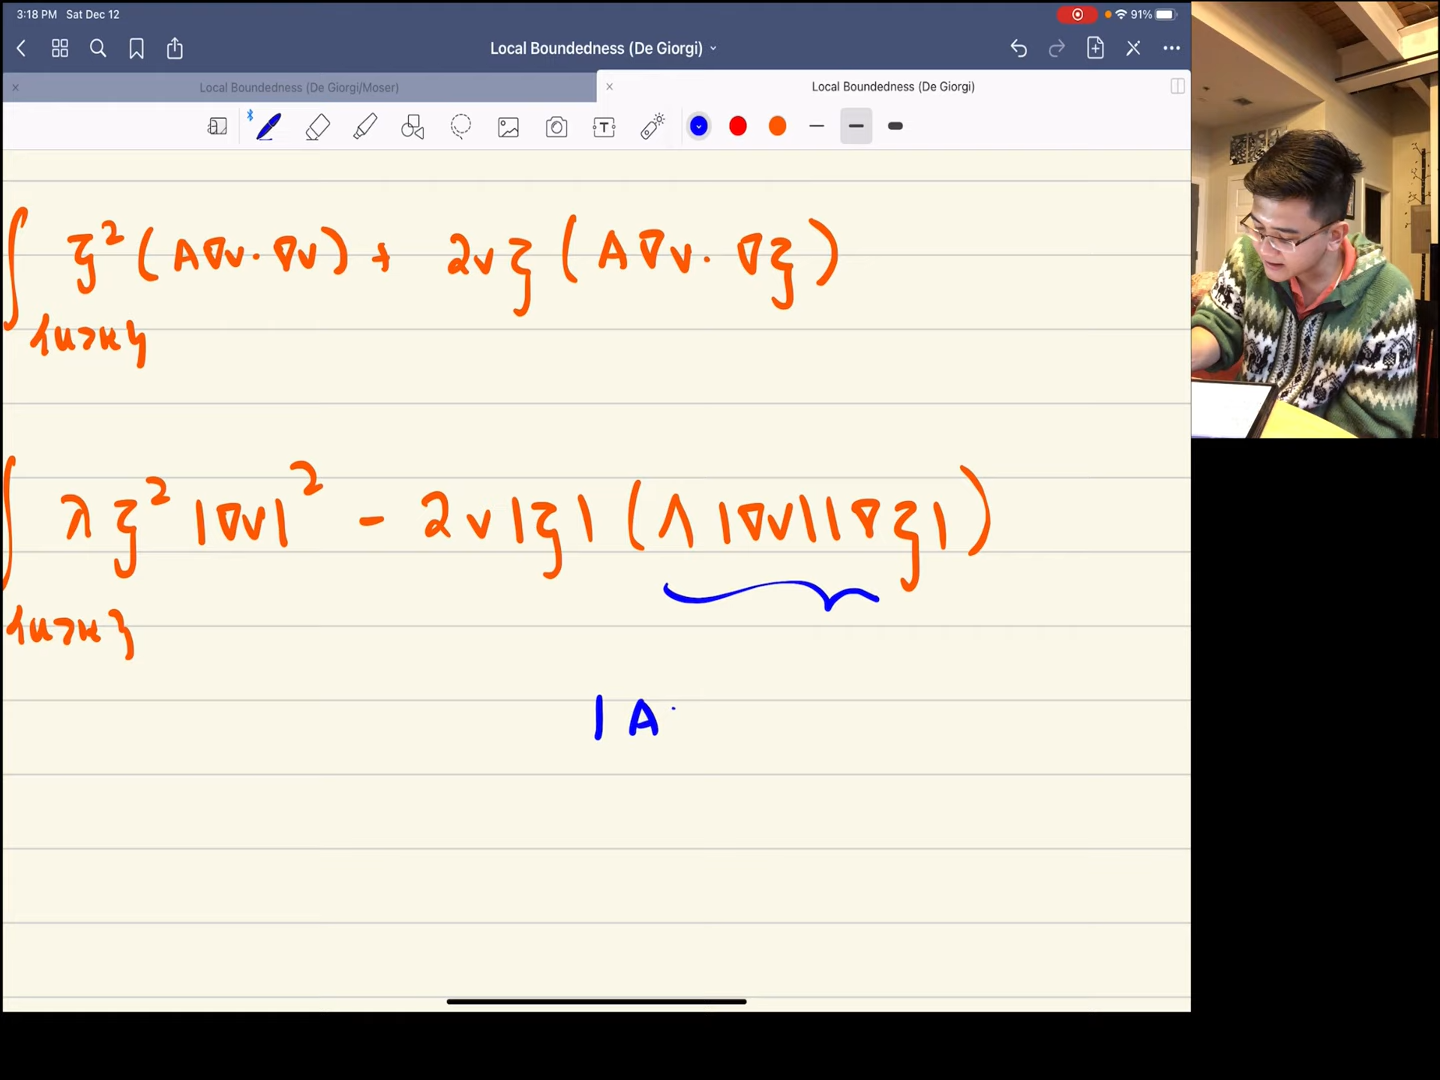 3:18 PM Sat Dec 12
91%
Local Boundedness (De Giorgi)
Local Boundedness (De Giorgi/Moser)
Local Boundedness (De Giorgi)
∫ ξ² (A∇v · ∇v) + 2vξ (A∇v · ∇ξ)
{u>k}
∫ λξ² |∇v|² - 2v|ξ| (Λ|∇v||∇ξ|)
{u>k}
|A